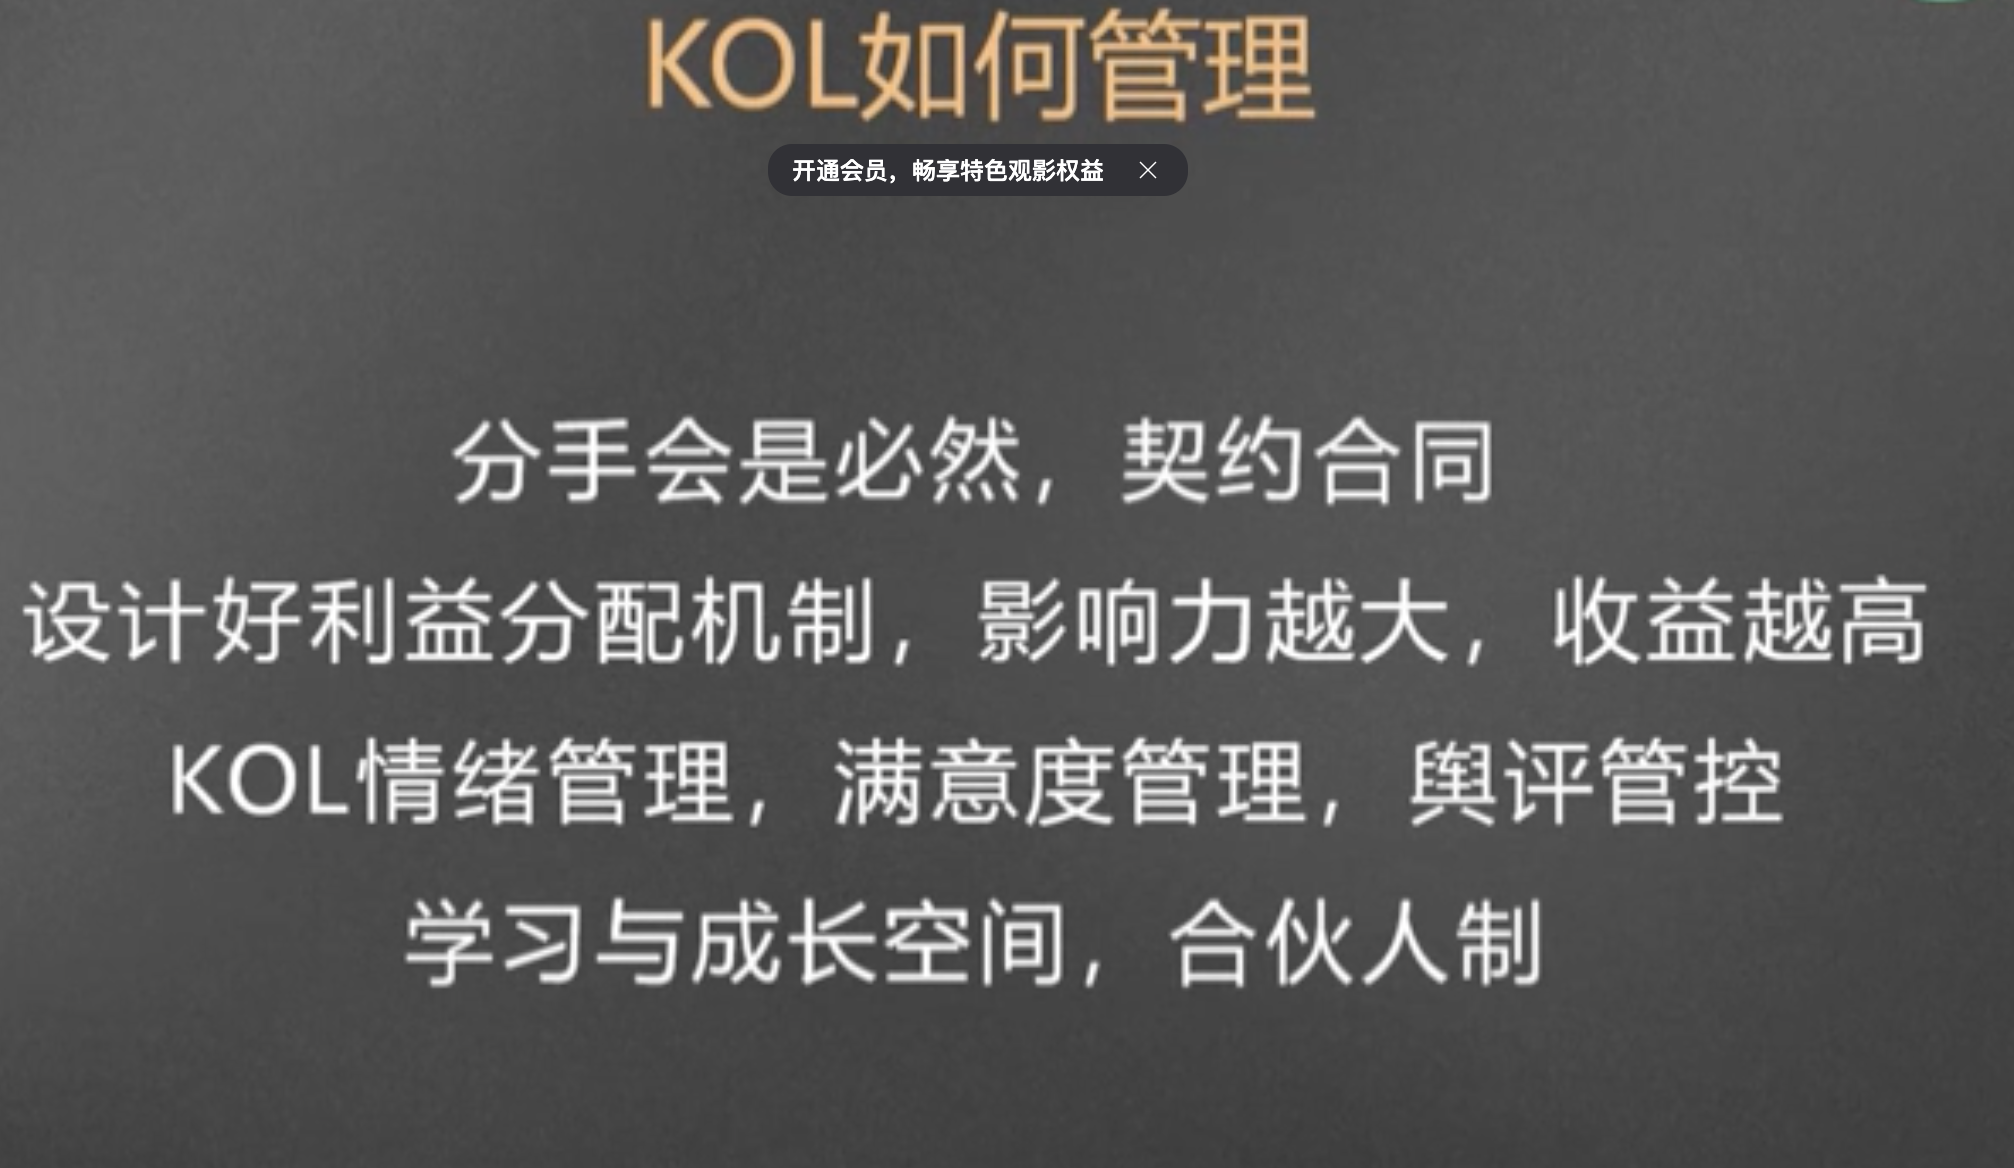 KOL如何管理
开通会员，畅享特色观影权益
分手会是必然，契约合同
设计好利益分配机制，影响力越大，收益越高
KOL情绪管理，满意度管理，舆评管控
学习与成长空间，合伙人制